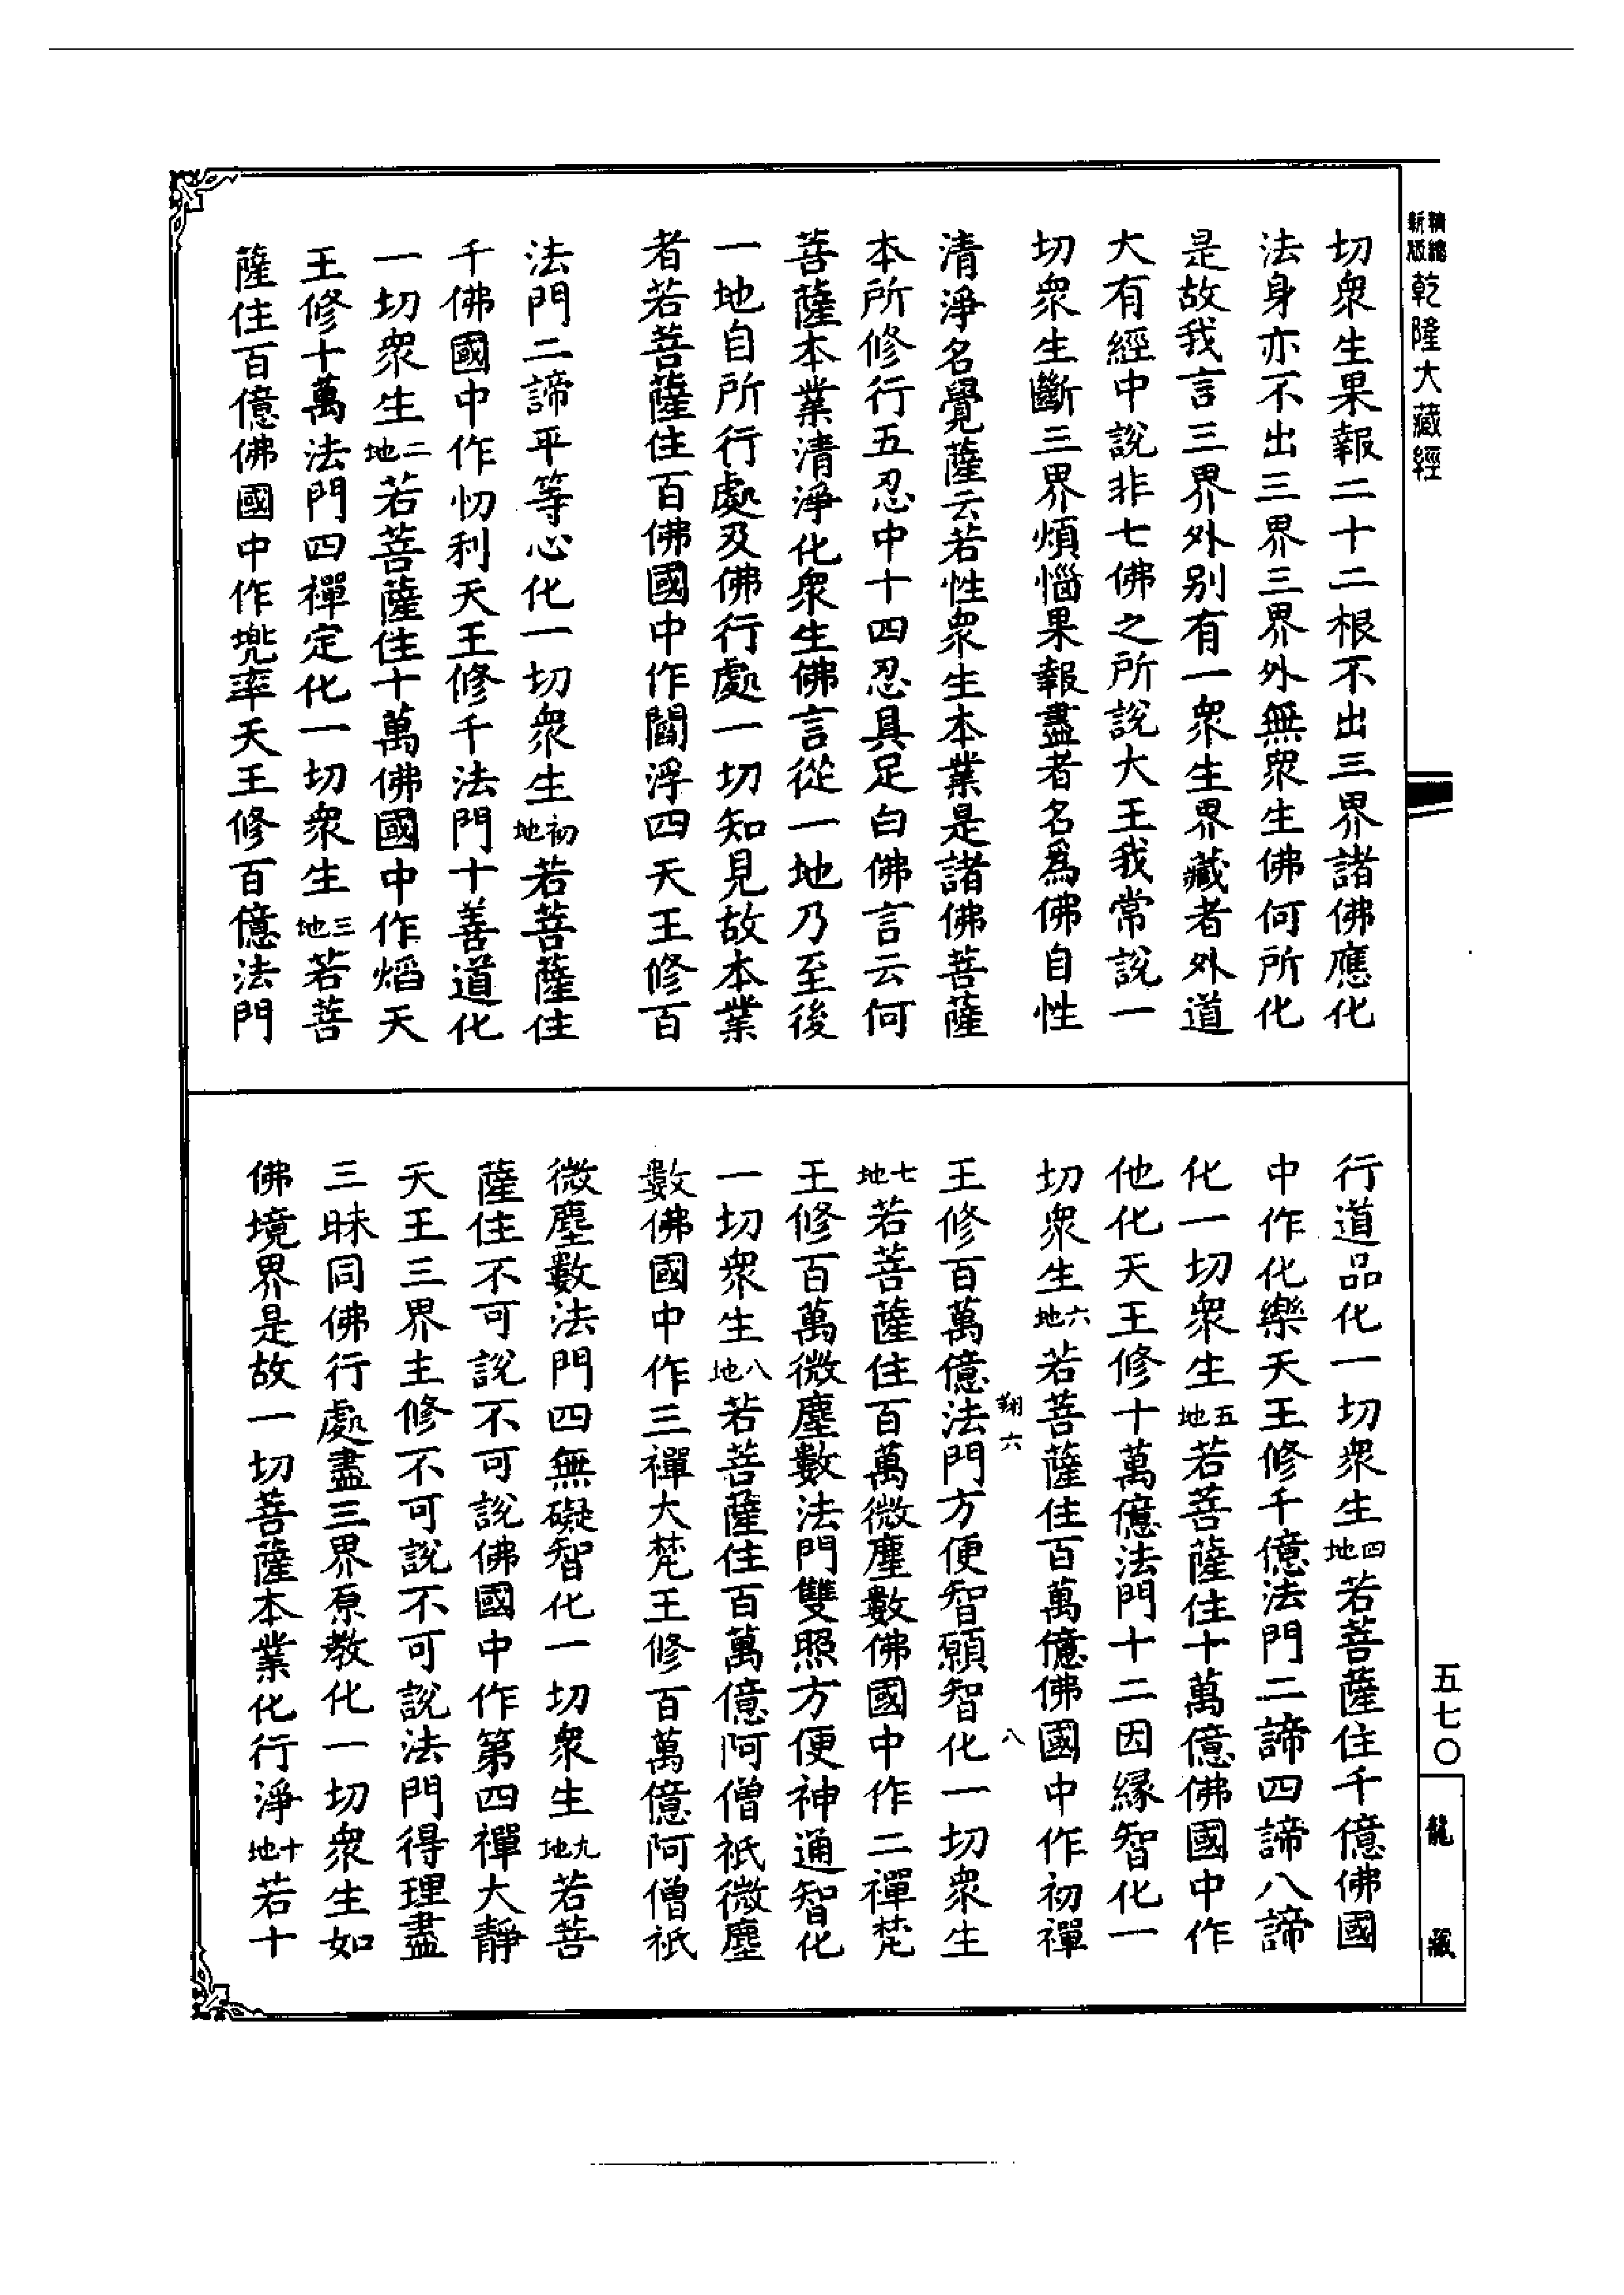 精編新版
乾隆大藏經
切衆生果報二十二根不出三界諸佛應化
法身亦不出三界三界外無衆生佛何所化
是故我言三界外别有一衆生界藏者外道
大有經中說非七佛之所說大王我常說一
切衆生斷三界煩惱果報盡者名爲佛自性
清淨名覺薩云若性衆生本業是諸佛菩薩
本所修行五忍中十四忍具足白佛言云何
菩薩本業清淨化衆生佛言從一地乃至後
一地自所行處及佛行處一切知見故本業
者若菩薩住百佛國中作閻浮四天王修百
法門二諦平等心化一切衆生初地若菩薩住
千佛國中作忉利天王修千法門十善道化
一切衆生二地若菩薩住十萬佛國中作焰天
王修十萬法門四禪定化一切衆生三地若菩
薩住百億佛國中作兜率天王修百億法門
行道品化一切衆生四地若菩薩住千億佛國
中作化樂天王修千億法門二諦四諦八諦
化一切衆生五地若菩薩住十萬億佛國中作
他化天王修十萬億法門十二因緣智化一
切衆生六地若菩薩住百萬億佛國中作初禪
翔六
八
王修百萬億法門方便智願智化一切衆生
七地若菩薩住百萬微塵數佛國中作二禪梵
王修百萬微塵數法門雙照方便神通智化
一切衆生八地若菩薩住百萬億阿僧祇微塵
數佛國中作三禪大梵王修百萬億阿僧祇
微塵數法門四無礙智化一切衆生九地若菩
薩住不可說不可說佛國中作第四禪大靜
天王三界主修不可說不可說法門得理盡
三昧同佛行處盡三界原教化一切衆生如
佛境界是故一切菩薩本業化行淨十地若十
五七〇
龍藏